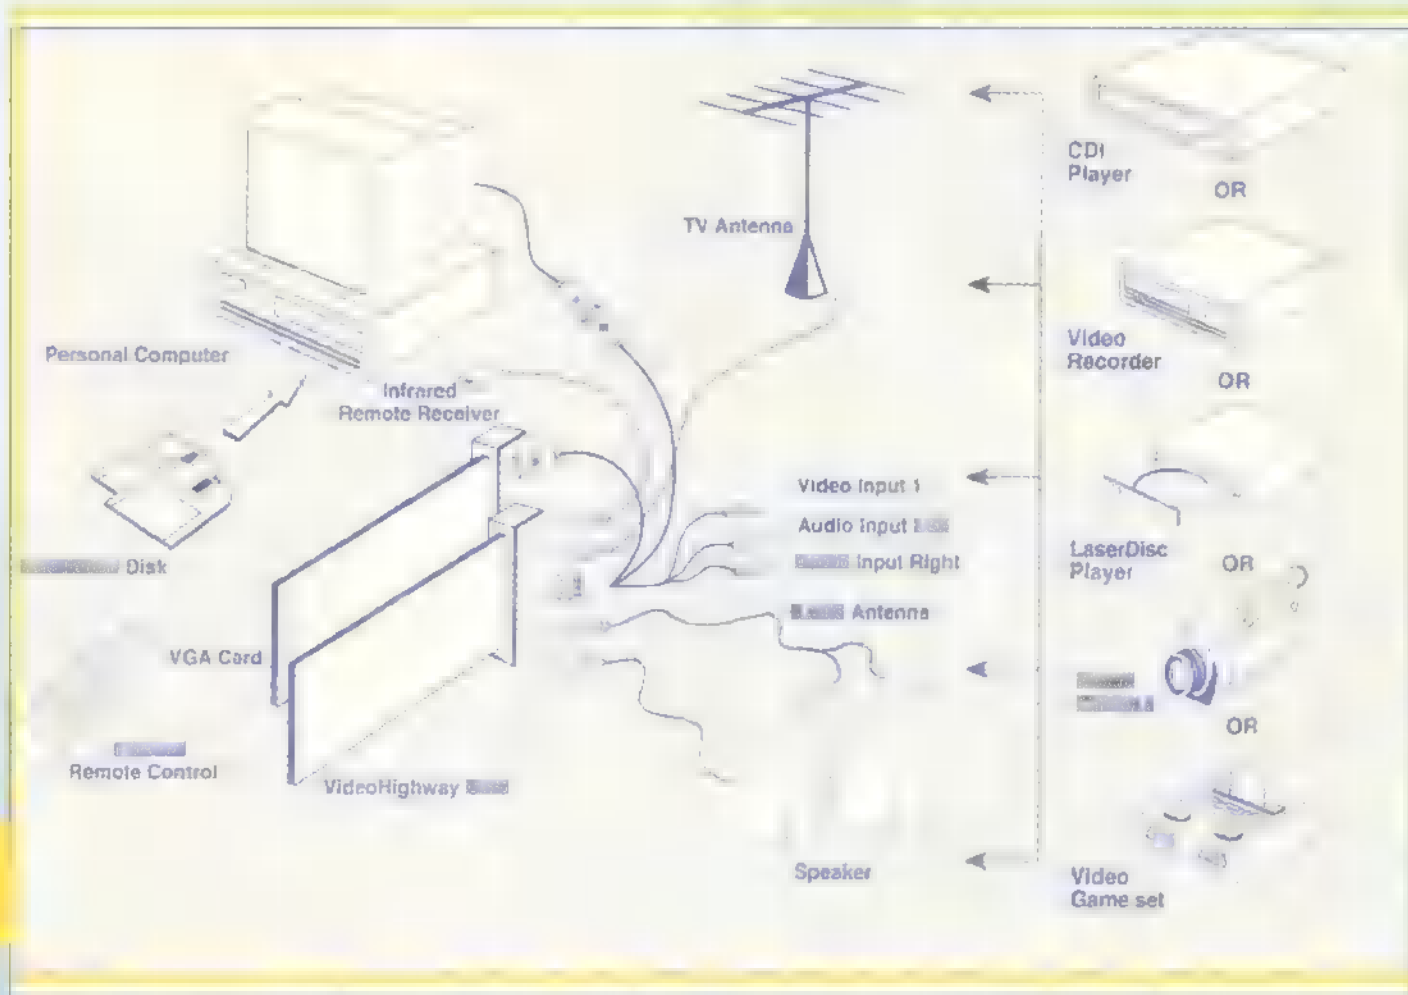 CDI
Player
OR
TV Antenna
Video
Recorder
OR
Personal Computer
Infrared
Remote Receiver
Video Input 1
Audio Input
Input Right
Antenna
LaserDisc
Player
OR
Disk
VGA Card
Remote Control
VideoHighway
OR
Speaker
Video
Game set